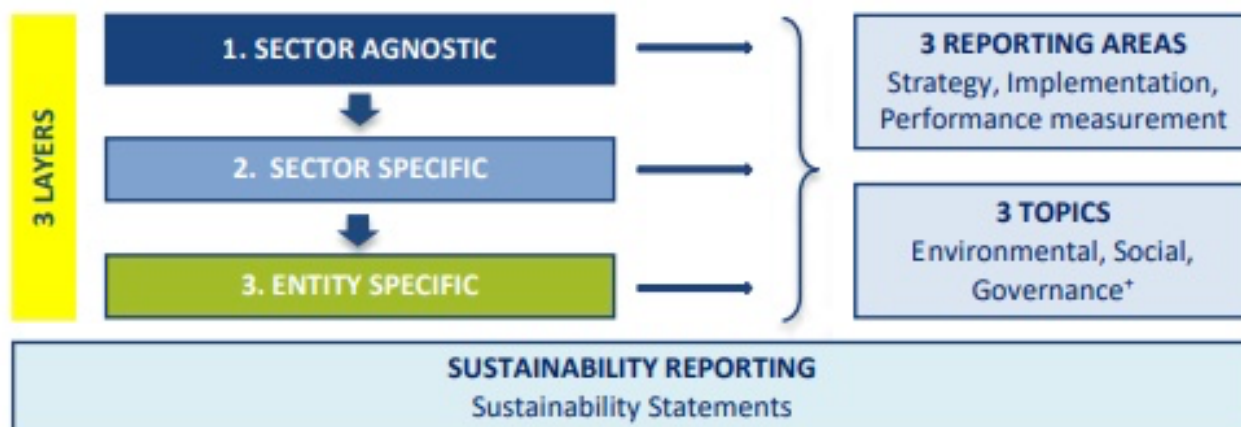 3 LAYERS
1. SECTOR AGNOSTIC
2. SECTOR SPECIFIC
3. ENTITY SPECIFIC
3 REPORTING AREAS
Strategy, Implementation,
Performance measurement
3 TOPICS
Environmental, Social,
Governance⁺
SUSTAINABILITY REPORTING
Sustainability Statements